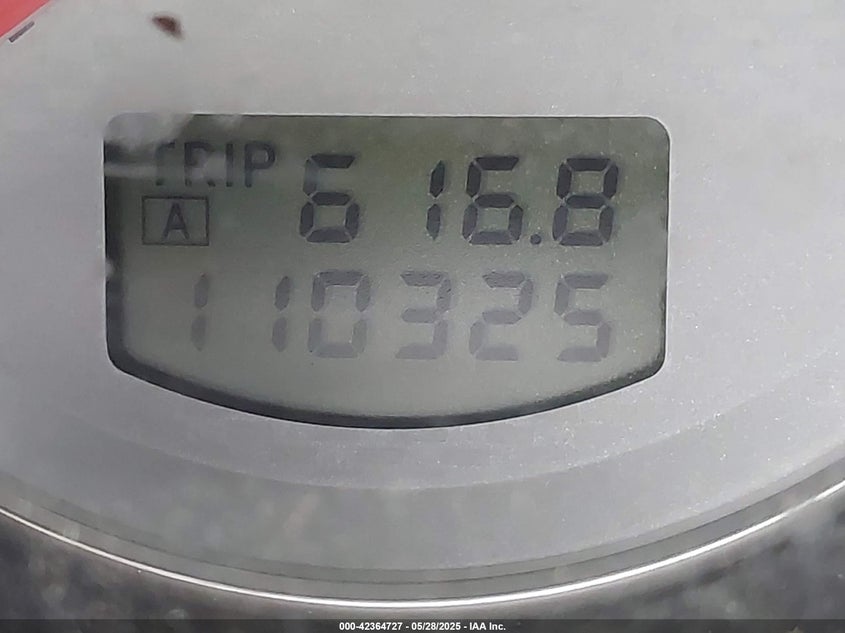 TRIP 616.8
A
110325
000-42364727 - 05/28/2025 - IAA Inc.